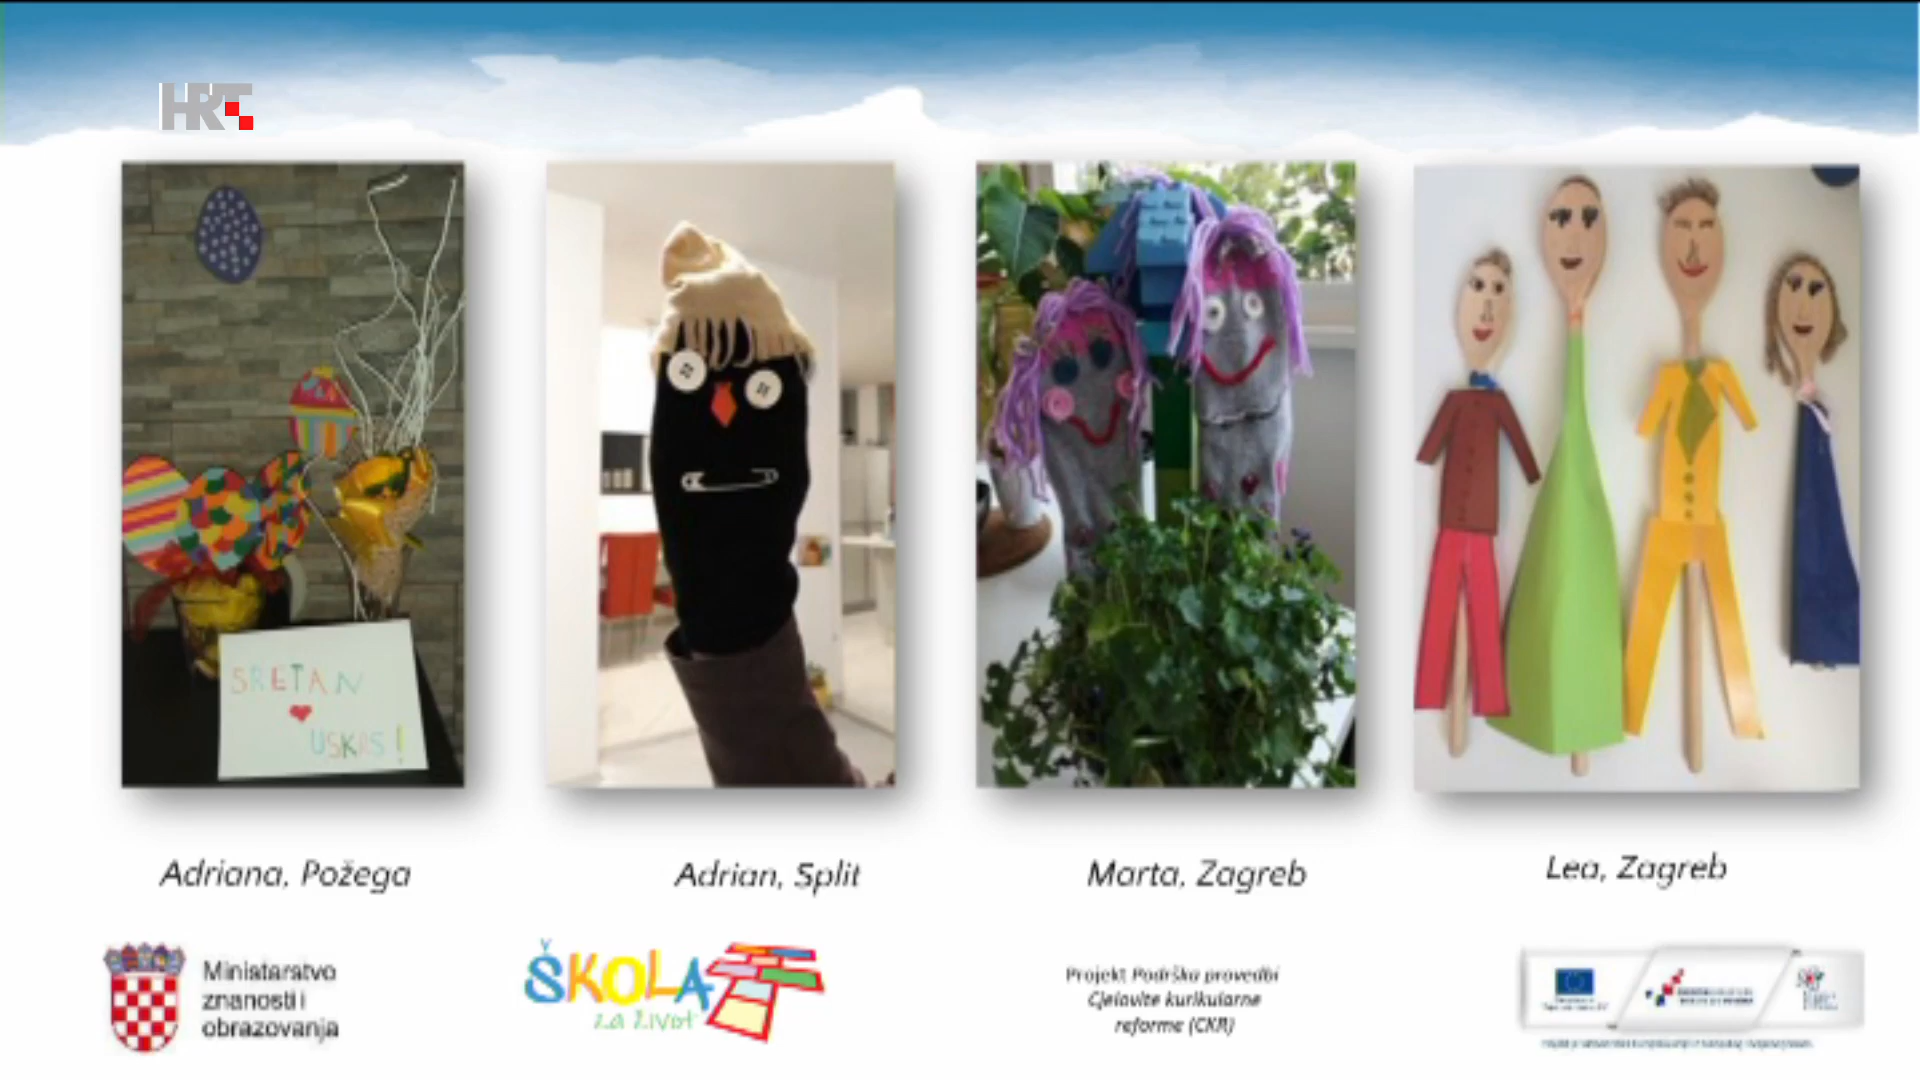 HRT
SRETAN
USKRS!
Adriana, Požega
Adrian, Split
Marta, Zagreb
Lea, Zagreb
Ministarstvo
znanosti i
obrazovanja
ŠKOLA
za život
Projekt Podrška provedbi
Cjelovite kurikularne
reforme (CKR)